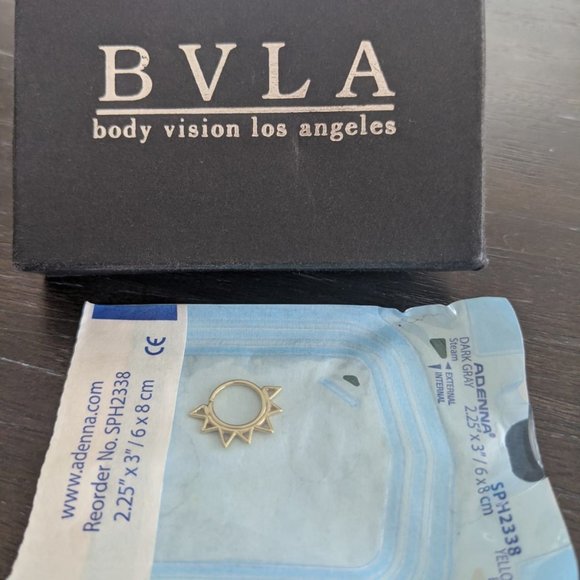 BVLA
body vision los angeles
www.adenna.com
Reorder No. SPH2338
2.25" x 3"/6 x 8 cm
CE
ADENNA®
DARK GRAY 2.25" x 3"/6 x 8 cm
Steam ◄ EXTERNAL
◄ INTERNAL
SPH2338
YELLO